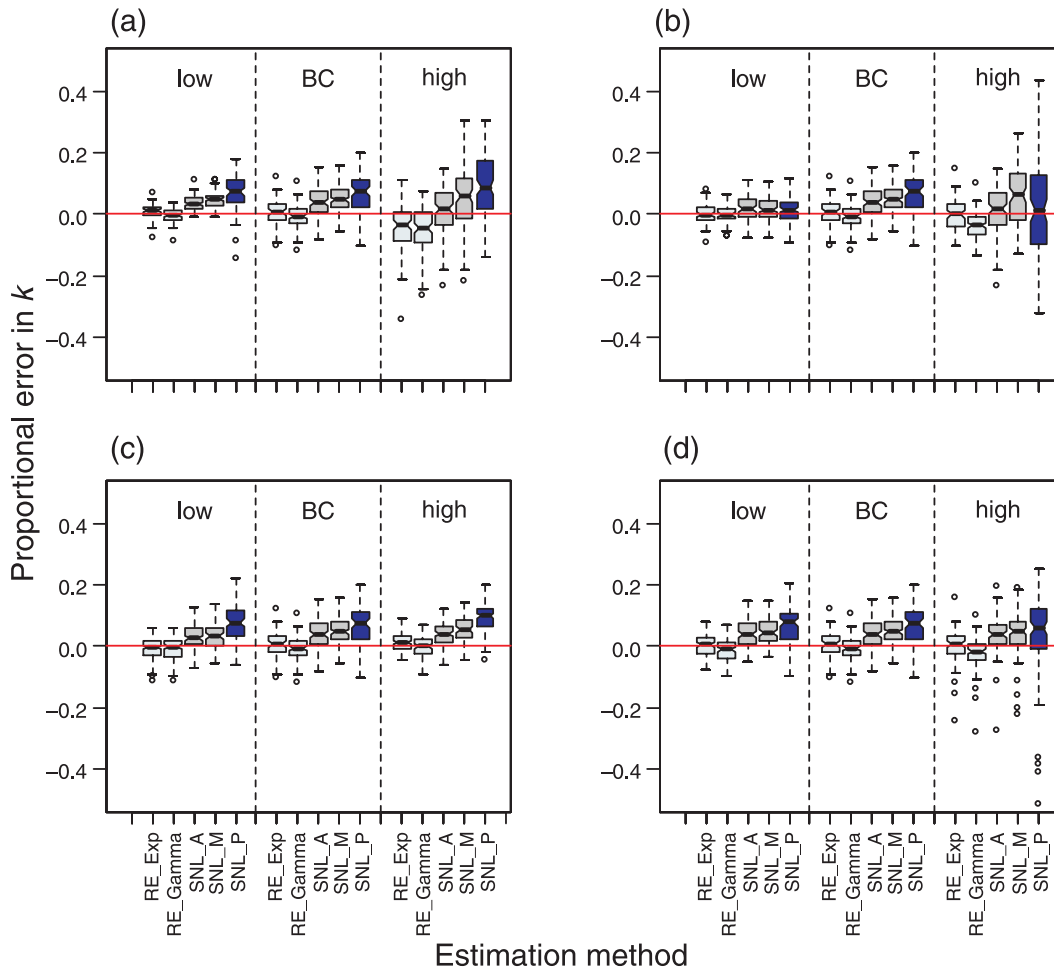 (a)
(b)
low BC high
low BC high
0.4
0.2
0.0
−0.2
−0.4
0.4
0.2
0.0
−0.2
−0.4
Proportional error in k
(c)
(d)
low BC high
low BC high
0.4
0.2
0.0
−0.2
−0.4
0.4
0.2
0.0
−0.2
−0.4
RE_Exp
RE_Gamma
SNL_A
SNL_M
SNL_P
RE_Exp
RE_Gamma
SNL_A
SNL_M
SNL_P
RE_Exp
RE_Gamma
SNL_A
SNL_M
SNL_P
RE_Exp
RE_Gamma
SNL_A
SNL_M
SNL_P
RE_Exp
RE_Gamma
SNL_A
SNL_M
SNL_P
RE_Exp
RE_Gamma
SNL_A
SNL_M
SNL_P
Estimation method